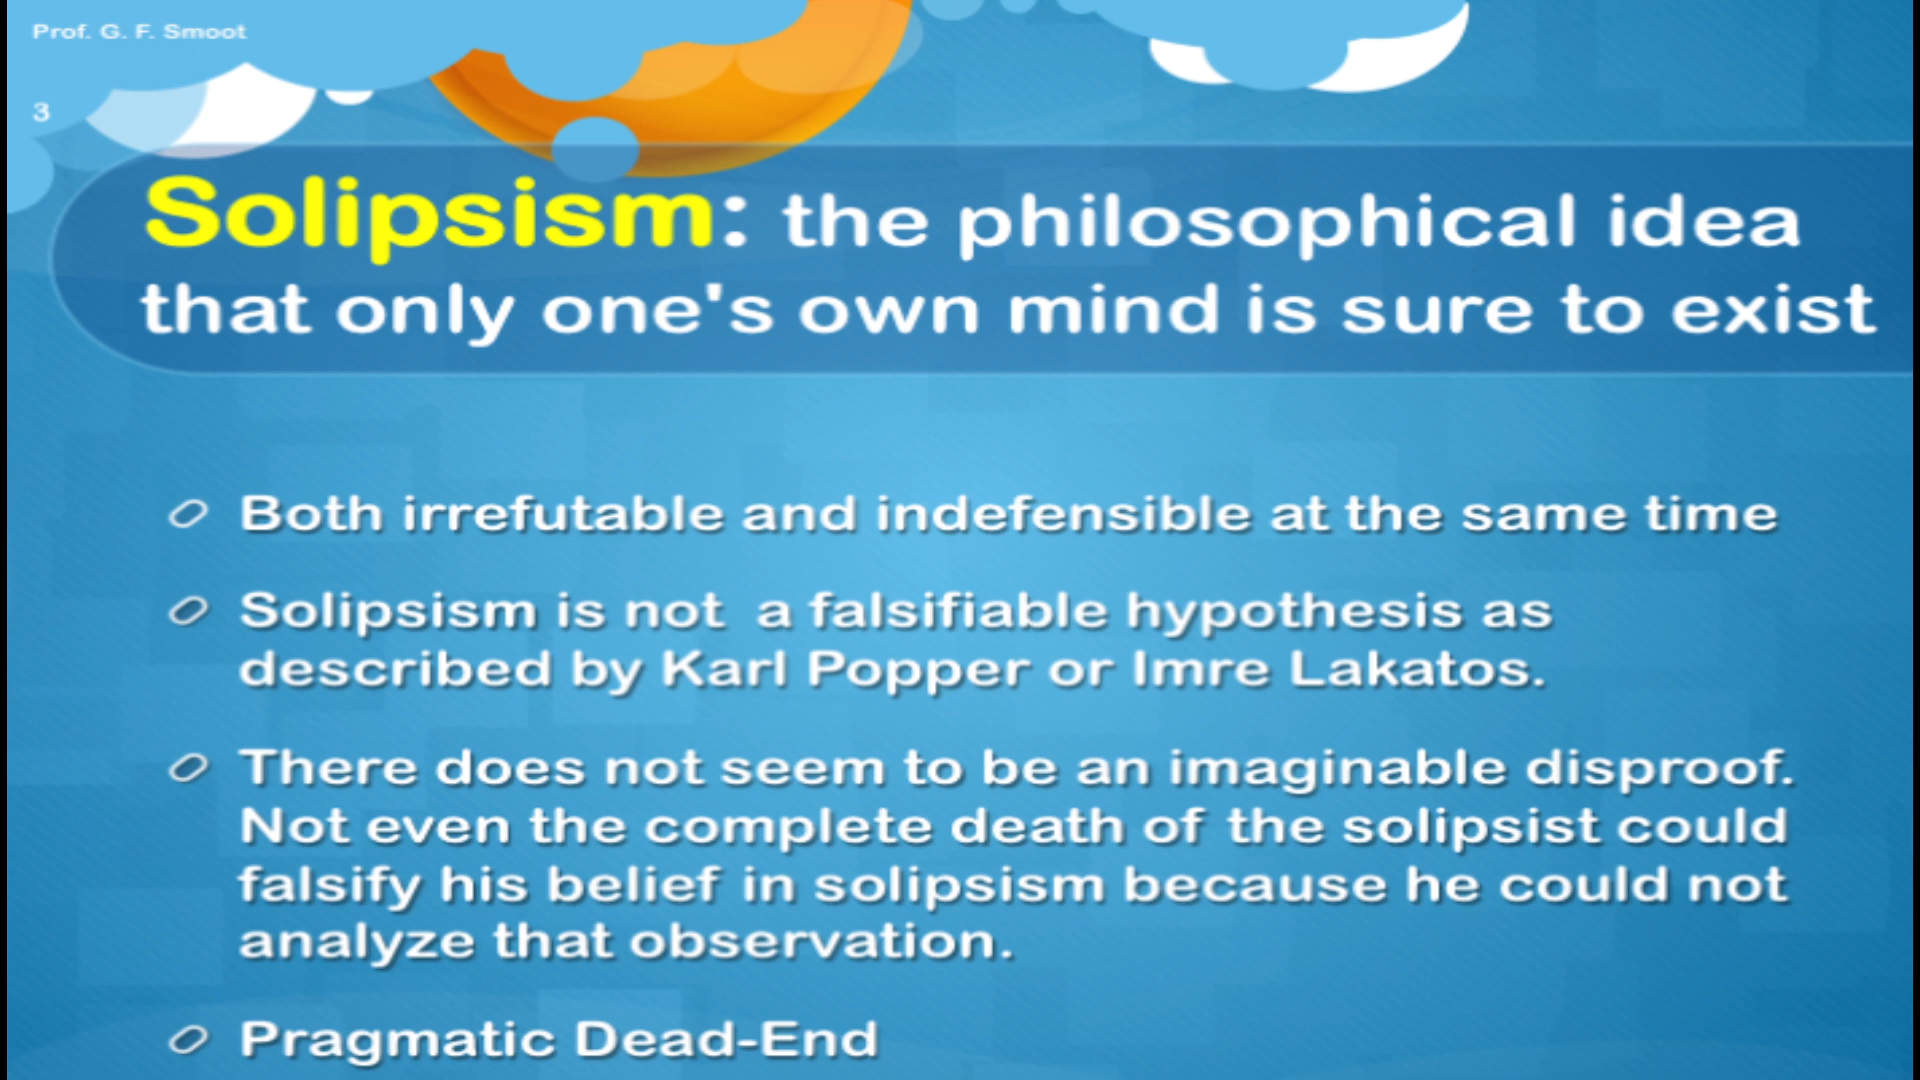 Prof. G. F. Smoot
3
Solipsism: the philosophical idea
that only one's own mind is sure to exist
Both irrefutable and indefensible at the same time
Solipsism is not a falsifiable hypothesis as
described by Karl Popper or Imre Lakatos.
There does not seem to be an imaginable disproof.
Not even the complete death of the solipsist could
falsify his belief in solipsism because he could not
analyze that observation.
Pragmatic Dead-End